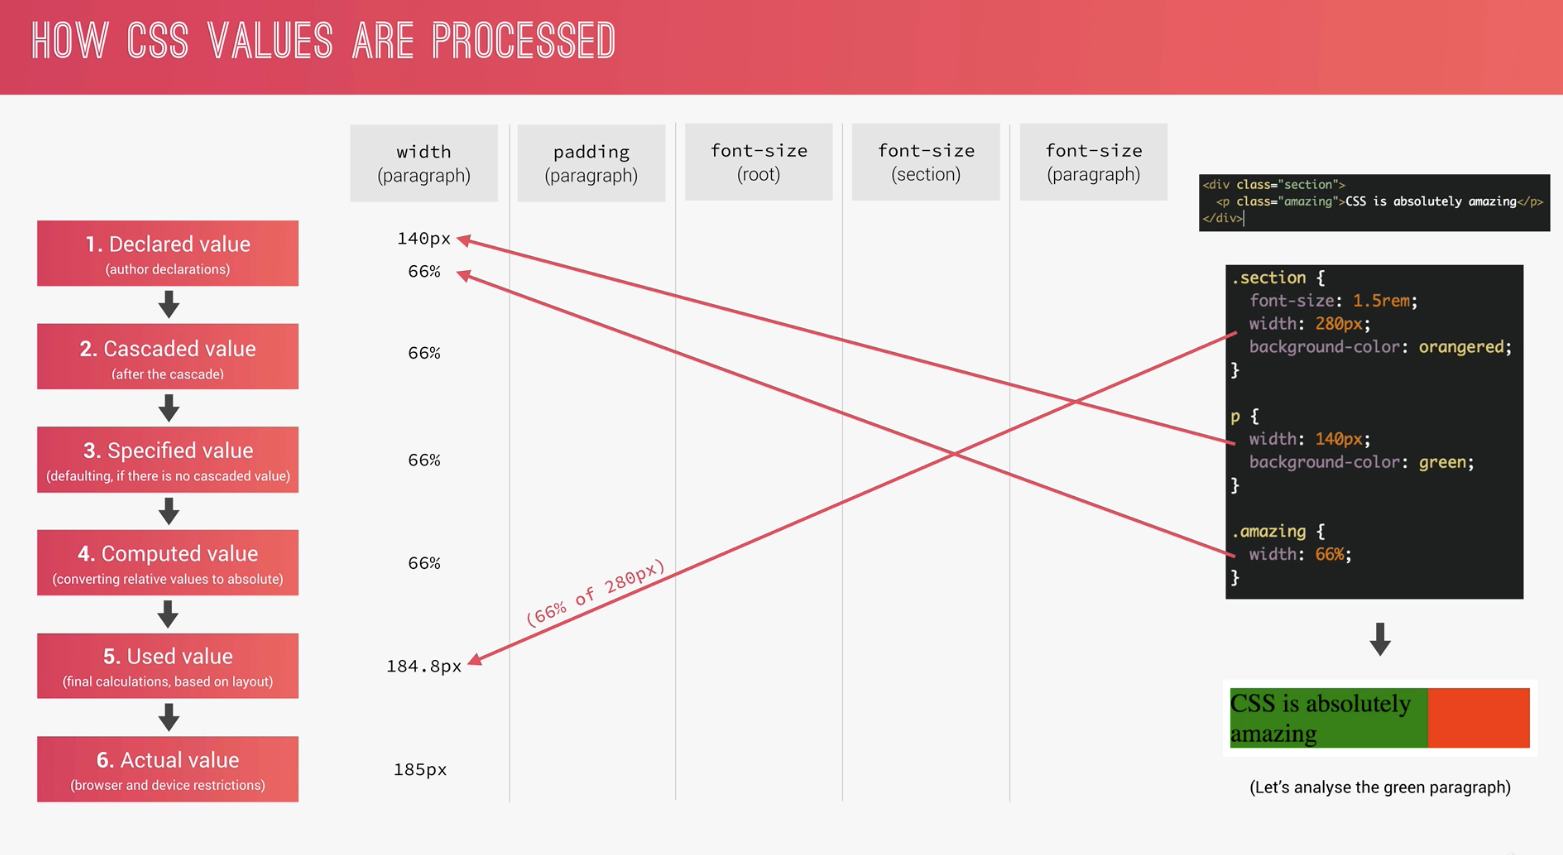 HOW CSS VALUES ARE PROCESSED
width
(paragraph)
padding
(paragraph)
font-size
(root)
font-size
(section)
font-size
(paragraph)
1. Declared value
(author declarations)
2. Cascaded value
(after the cascade)
3. Specified value
(defaulting, if there is no cascaded value)
4. Computed value
(converting relative values to absolute)
5. Used value
(final calculations, based on layout)
6. Actual value
(browser and device restrictions)
140px
66%
66%
66%
66%
184.8px
185px
(66% of 280px)
<div class="section">
<p class="amazing">CSS is absolutely amazing</p>
</div>
.section {
font-size: 1.5rem;
width: 280px;
background-color: orangered;
}
p {
width: 140px;
background-color: green;
}
.amazing {
width: 66%;
}
CSS is absolutely
amazing
(Let's analyse the green paragraph)